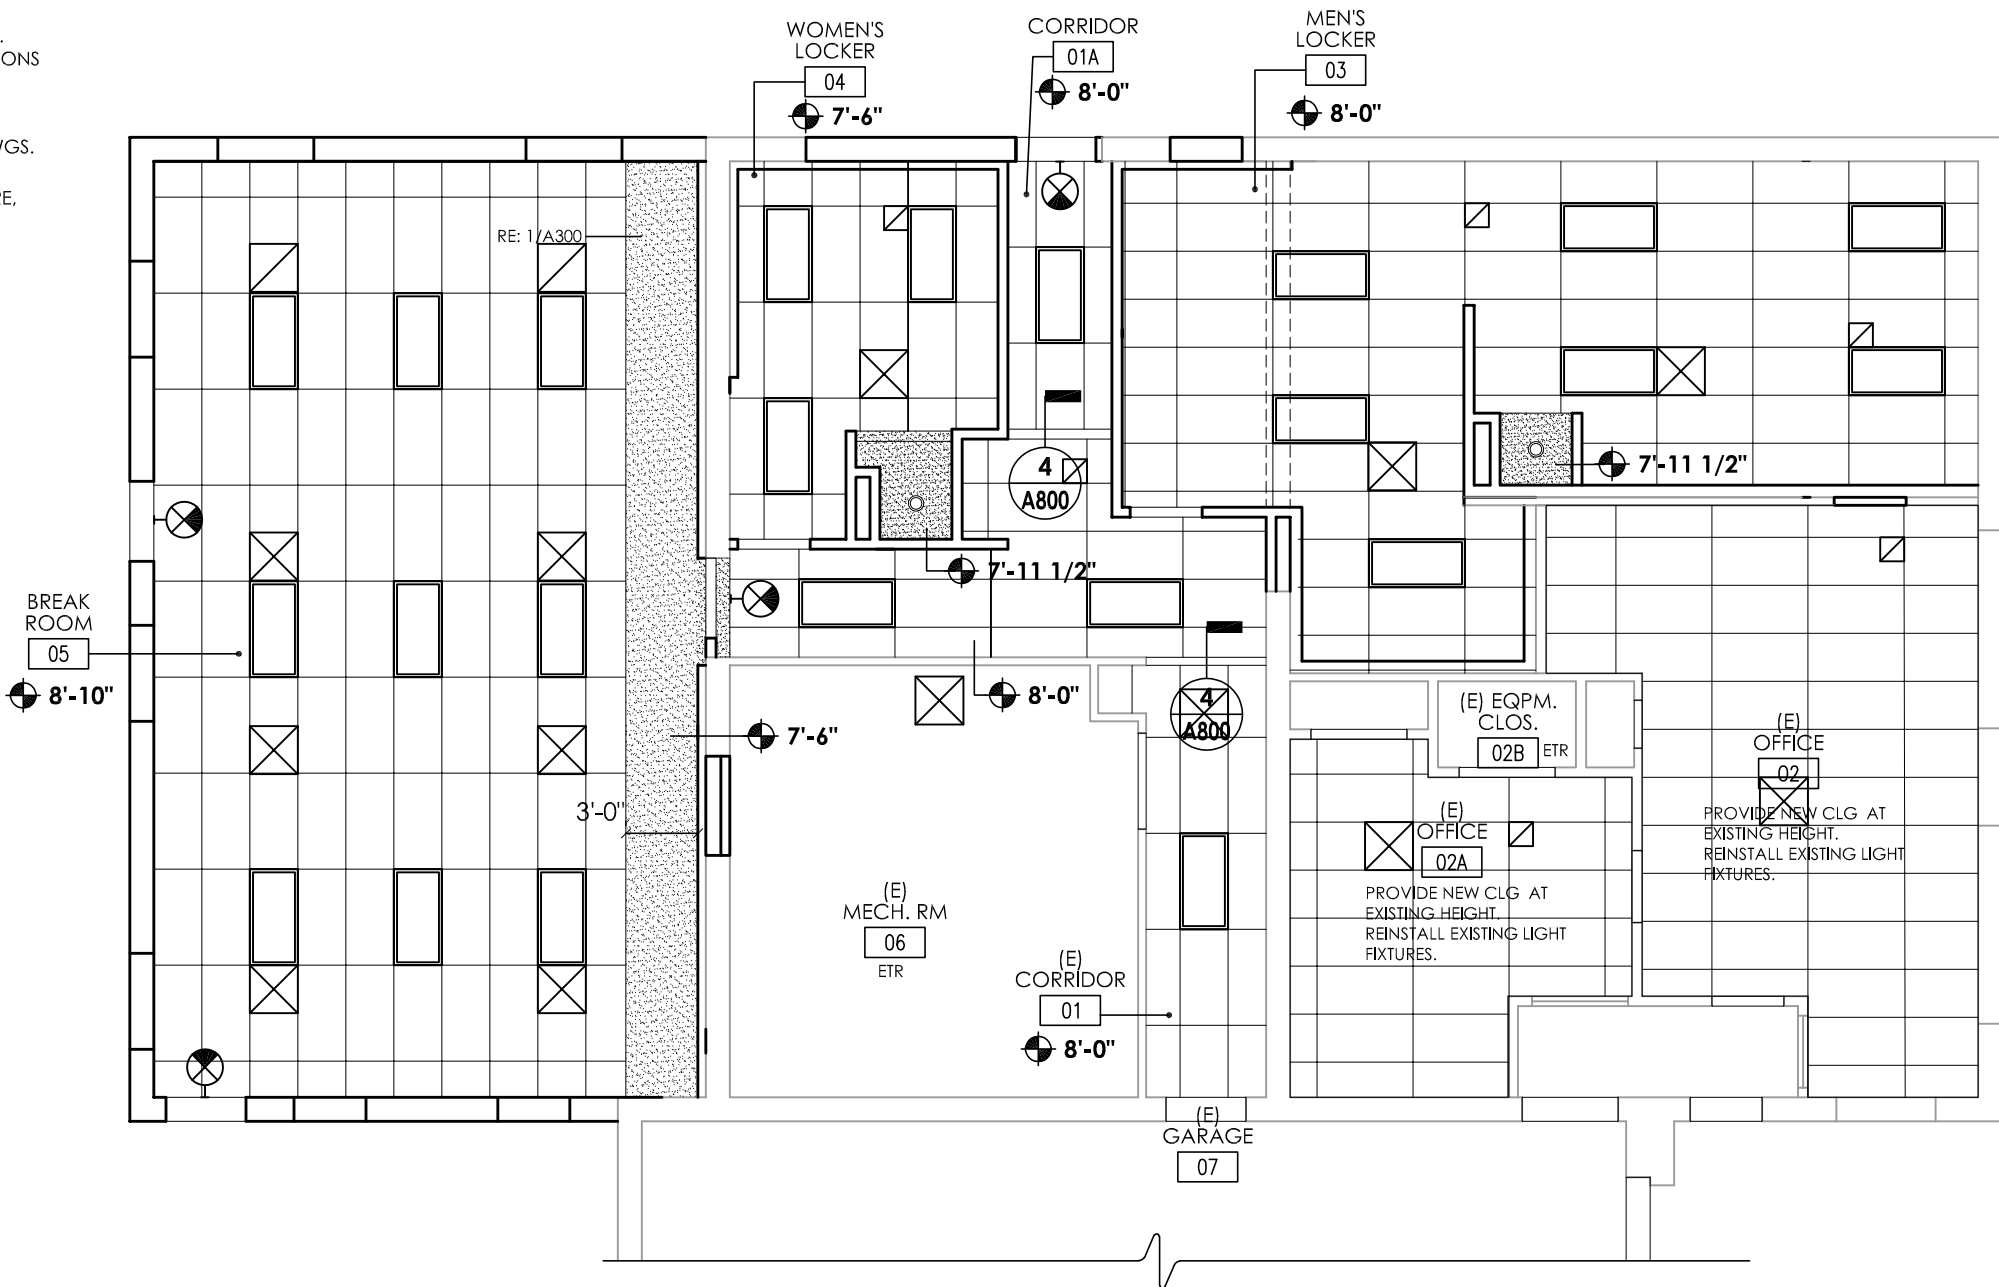 ONS
WGS.
RE,
WOMEN'S
LOCKER
04
7'-6"
CORRIDOR
01A
8'-0"
MEN'S
LOCKER
03
8'-0"
RE: 1/A300
4
A800
7'-11 1/2"
7'-11 1/2"
BREAK
ROOM
05
8'-10"
8'-0"
7'-6"
4
A800
(E) EQPM.
CLOS.
02B ETR
(E)
OFFICE
02
PROVIDE NEW CLG AT
EXISTING HEIGHT.
REINSTALL EXISTING LIGHT
FIXTURES.
3'-0"
(E)
OFFICE
02A
PROVIDE NEW CLG AT
EXISTING HEIGHT.
REINSTALL EXISTING LIGHT
FIXTURES.
(E)
MECH. RM
06
ETR
(E)
CORRIDOR
01
8'-0"
(E)
GARAGE
07